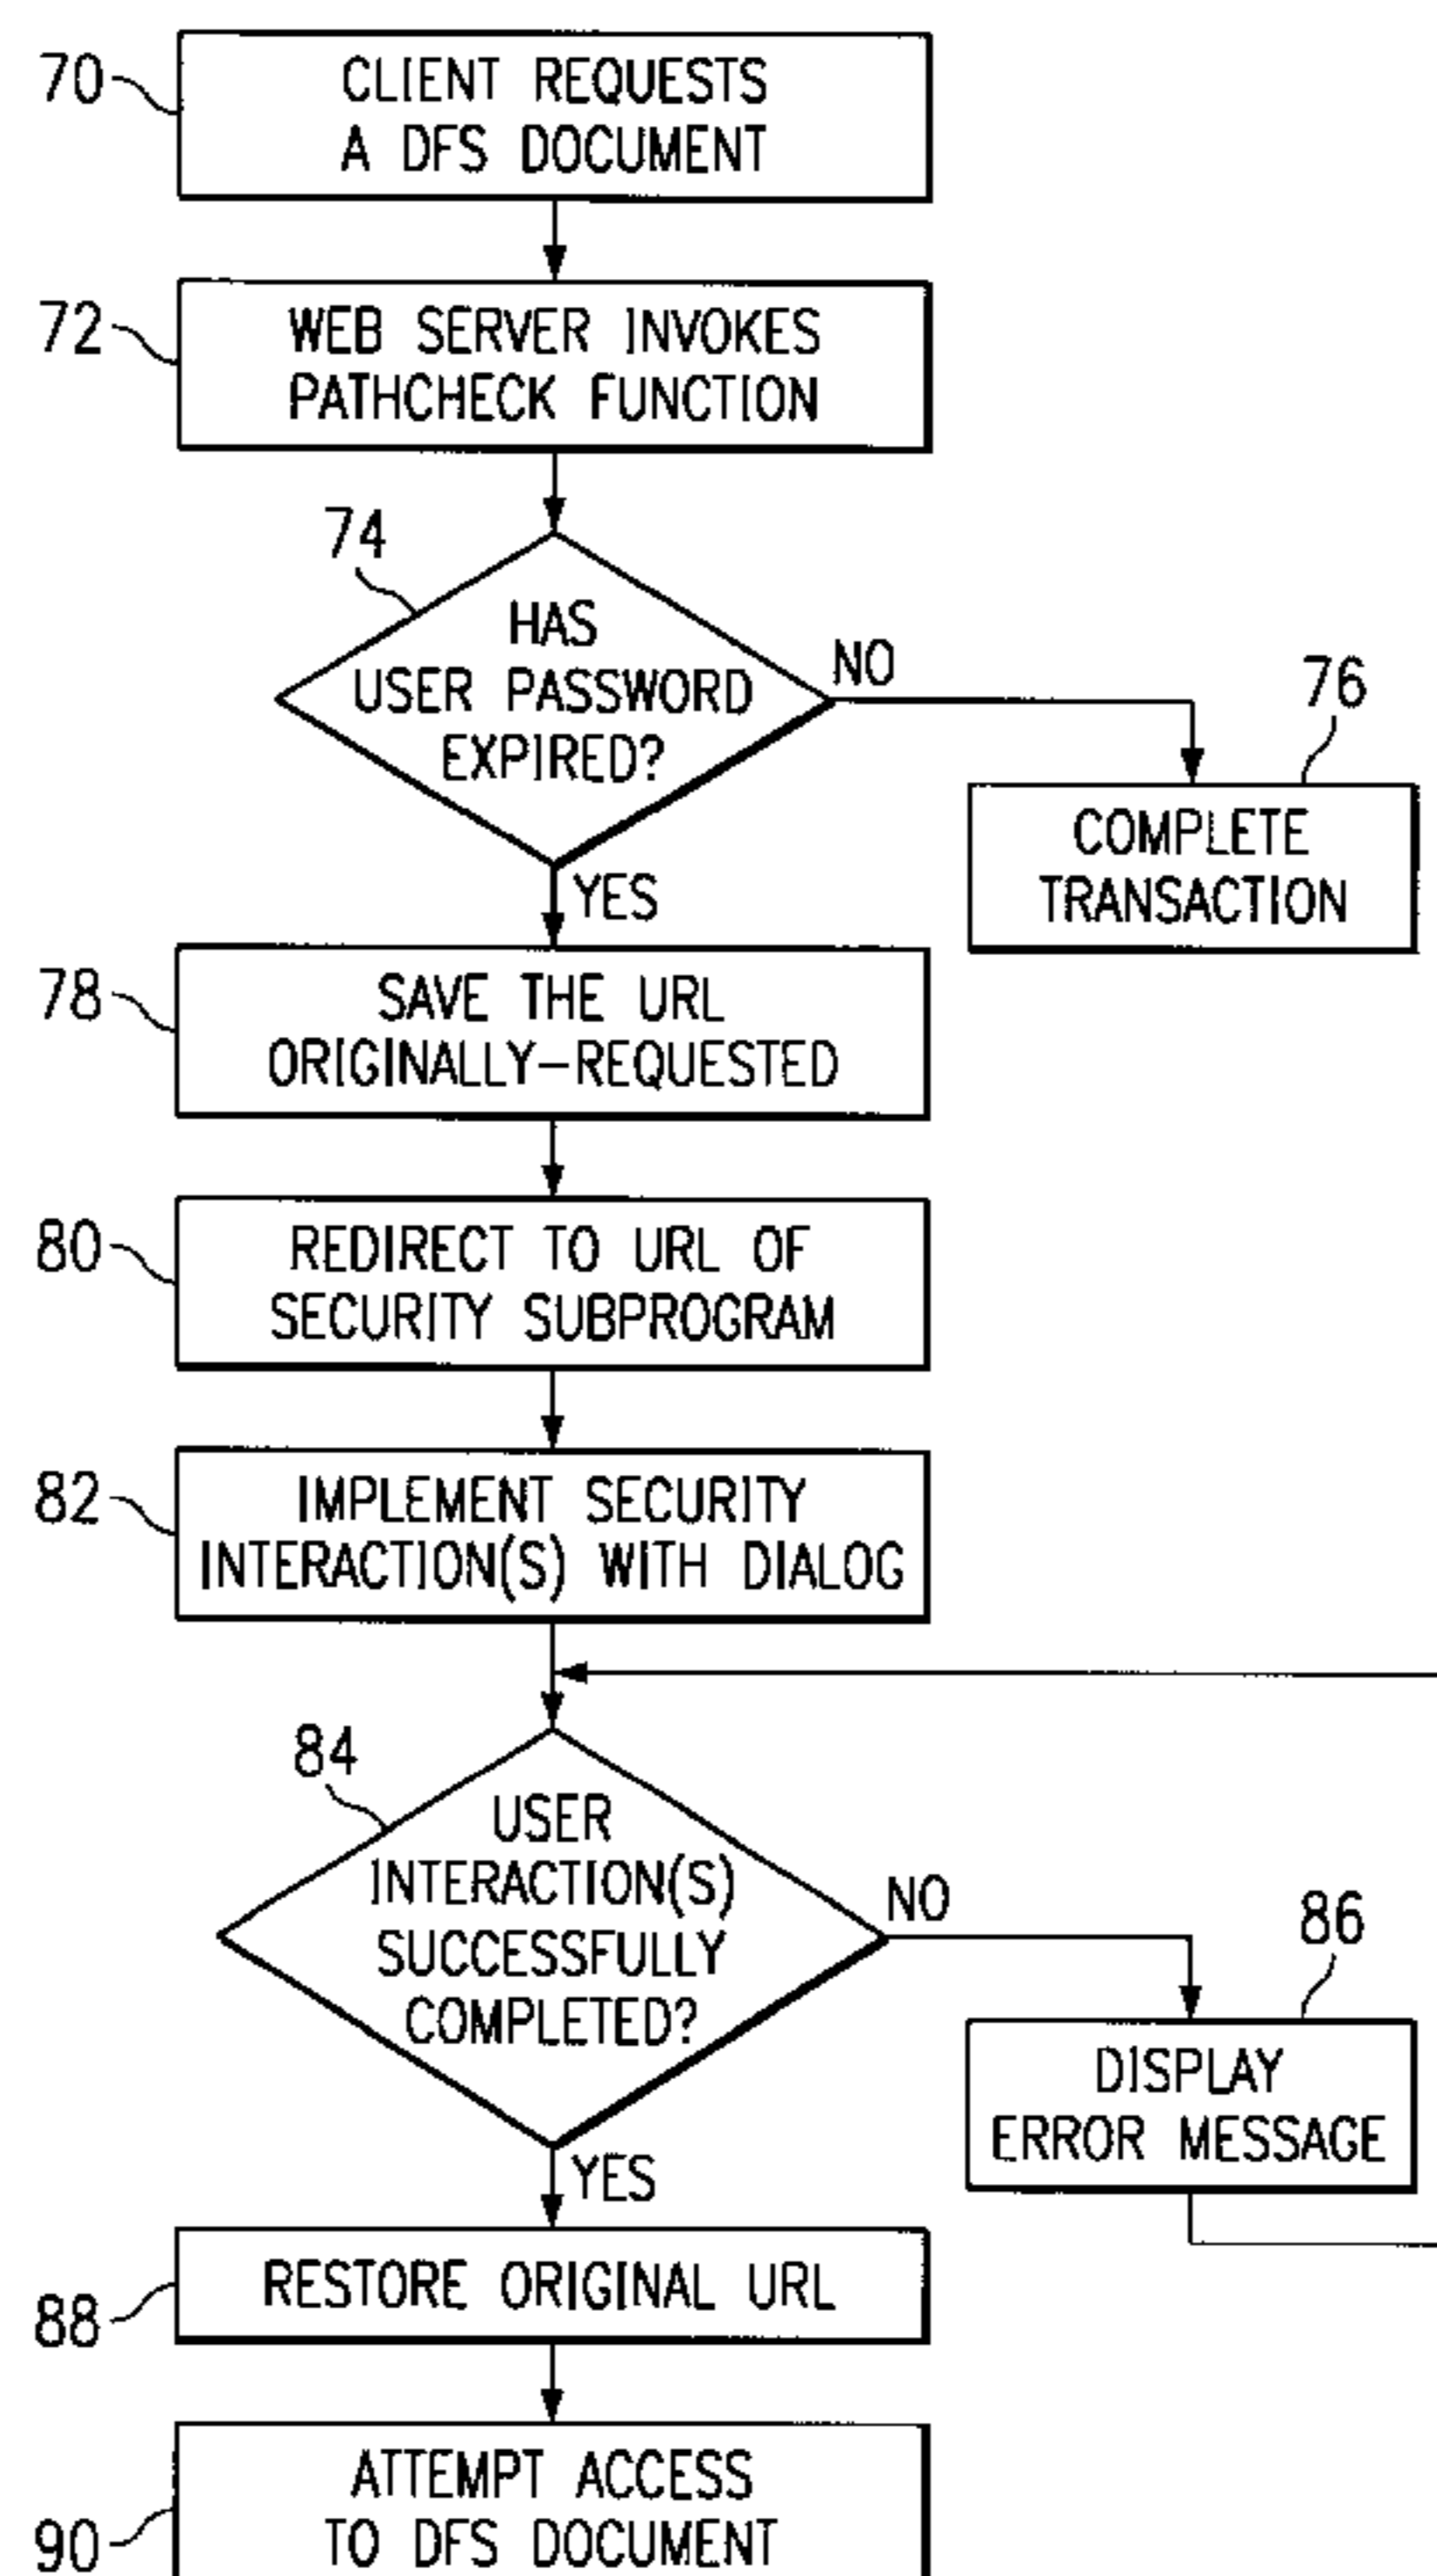 70
CLIENT REQUESTS
A DFS DOCUMENT
72
WEB SERVER INVOKES
PATHCHECK FUNCTION
74
HAS
USER PASSWORD
EXPIRED?
NO
76
COMPLETE
TRANSACTION
YES
78
SAVE THE URL
ORIGINALLY-REQUESTED
80
REDIRECT TO URL OF
SECURITY SUBPROGRAM
82
IMPLEMENT SECURITY
INTERACTION(S) WITH DIALOG
84
USER
INTERACTION(S)
SUCCESSFULLY
COMPLETED?
NO
86
DISPLAY
ERROR MESSAGE
YES
88
RESTORE ORIGINAL URL
90
ATTEMPT ACCESS
TO DFS DOCUMENT